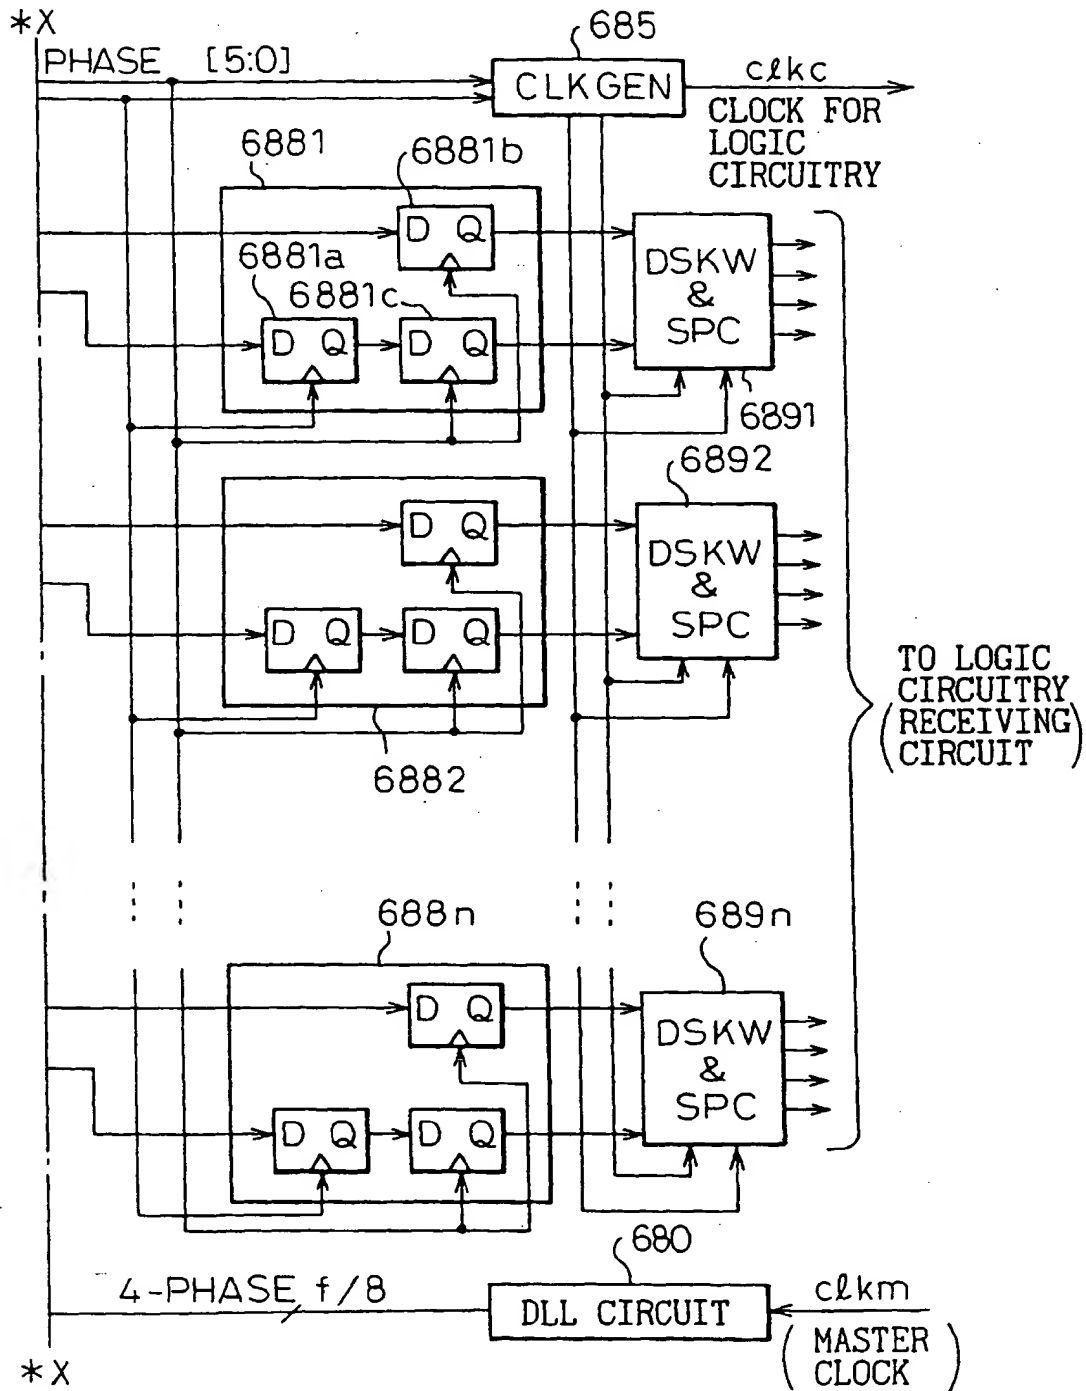 *X
685
PHASE [5:0]
CLKGEN
clkc
CLOCK FOR
LOGIC
CIRCUITRY
6881
6881b
D Q
6881a
6881c
D Q
D Q
DSKW
&
SPC
6891
6892
D Q
D Q
D Q
DSKW
&
SPC
6882
TO LOGIC
CIRCUITRY
(RECEIVING
CIRCUIT)
688n
689n
D Q
D Q
D Q
DSKW
&
SPC
680
4-PHASE f/8
DLL CIRCUIT
clkm
(MASTER
CLOCK)
*X